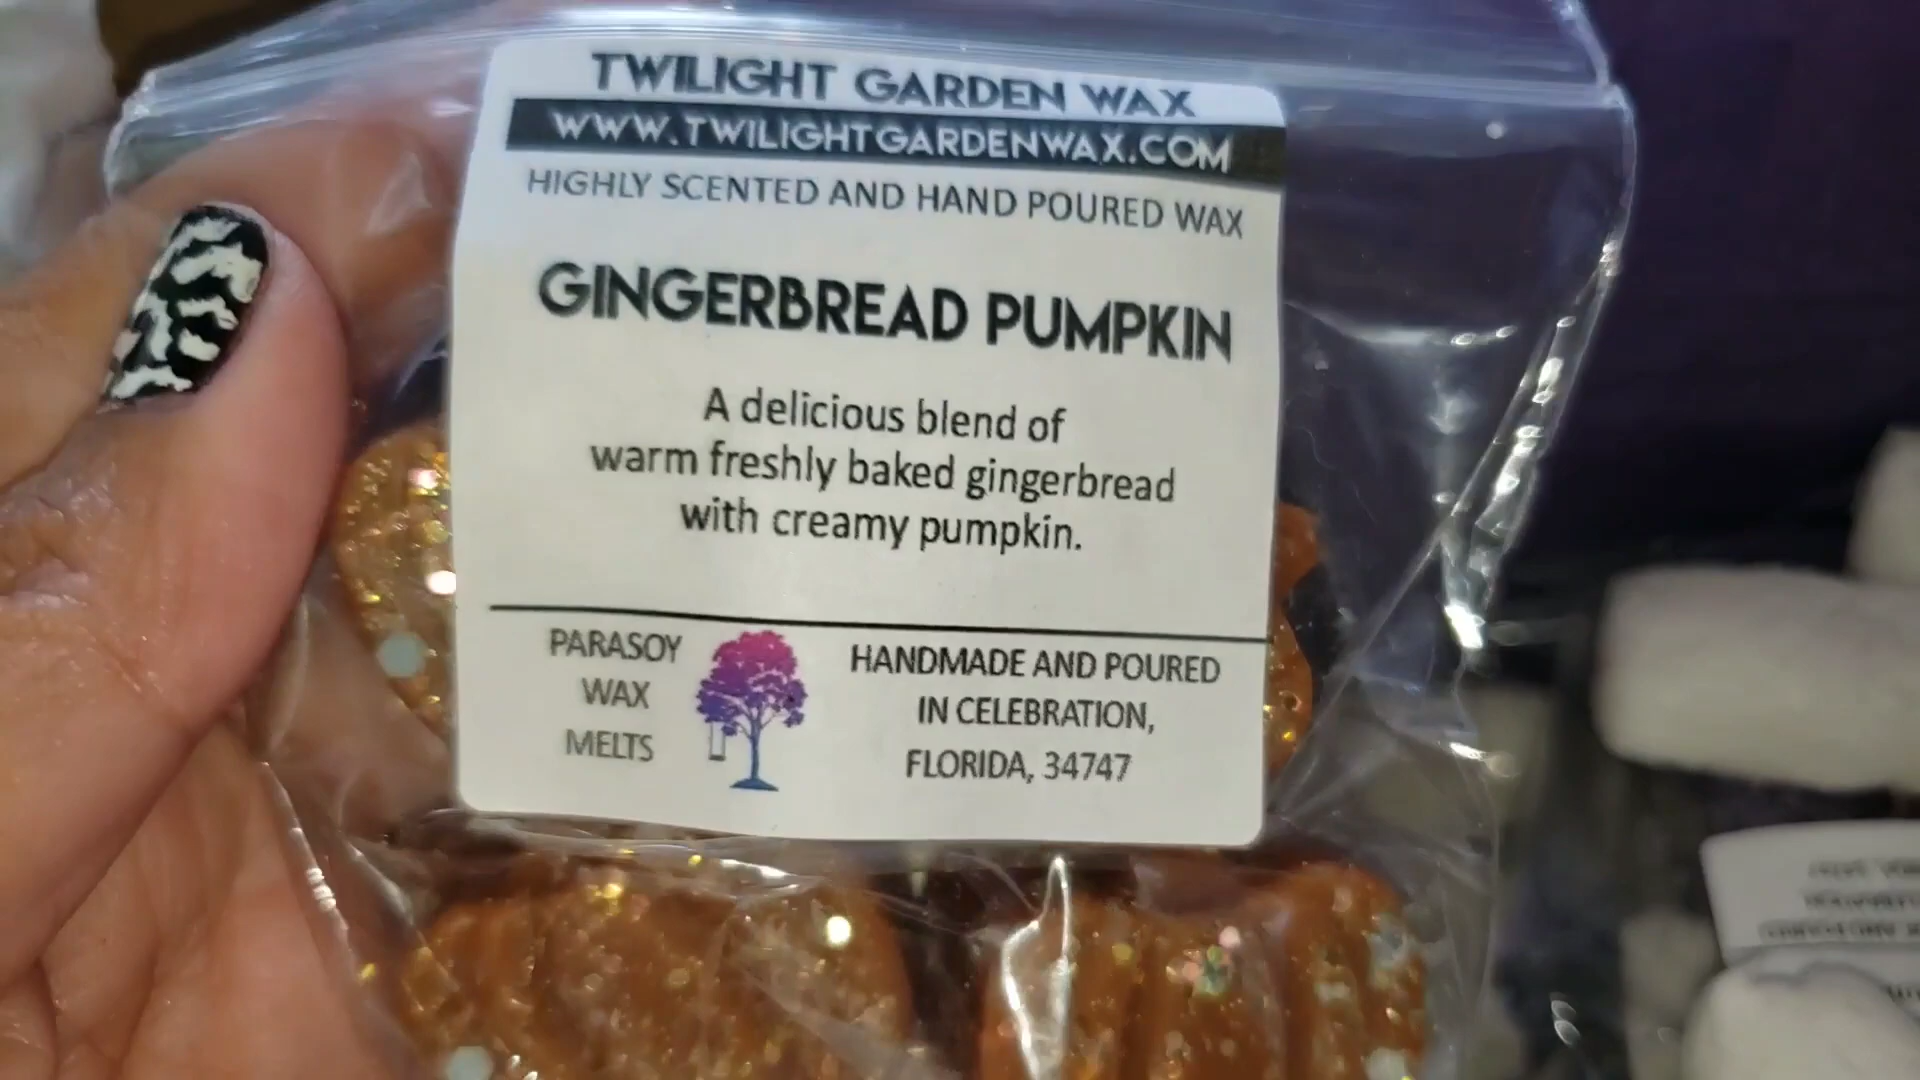 TWILIGHT GARDEN WAX
WWW.TWILIGHTGARDENWAX.COM
HIGHLY SCENTED AND HAND POURED WAX
GINGERBREAD PUMPKIN
A delicious blend of
warm freshly baked gingerbread
with creamy pumpkin.
PARASOY
WAX
MELTS
HANDMADE AND POURED
IN CELEBRATION,
FLORIDA, 34747